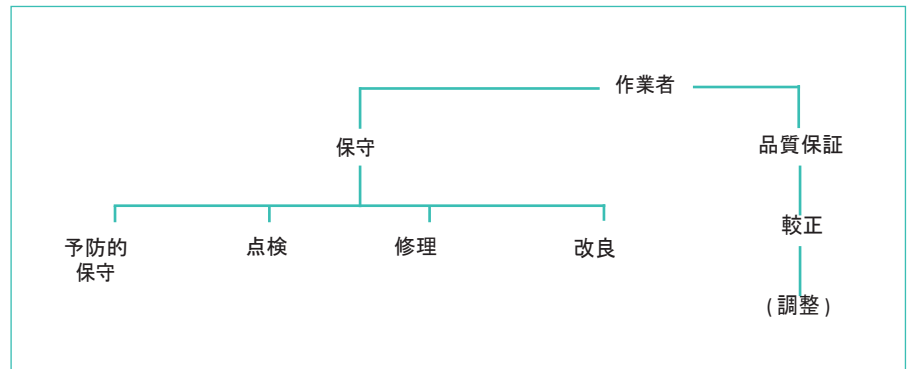 作業者
保守
品質保証
予防的
保守
点検
修理
改良
較正
(調整)